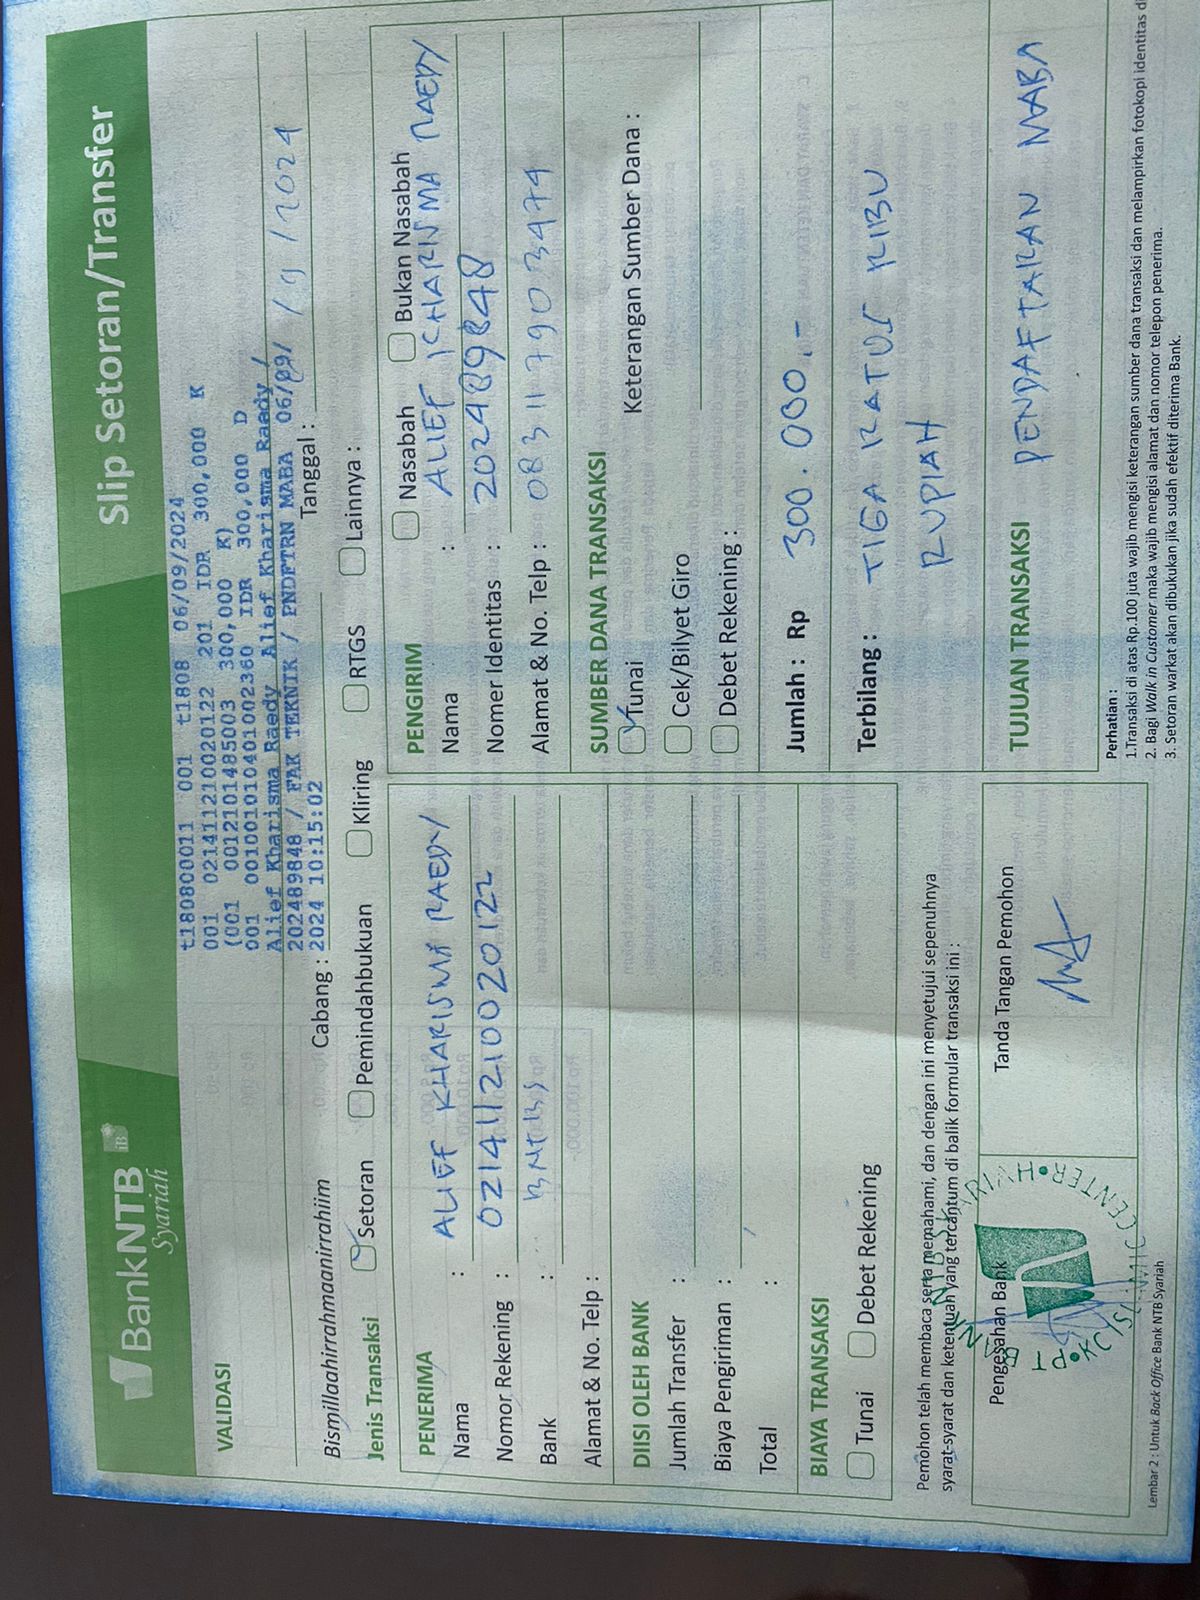 BankNTB
Syariah
Slip Setoran/Transfer
VALIDASI
t180800011 001 t1808 06/09/2024
001 021411210020122 201 IDR 300,000 K
(001 0012101485003 300,000 K)
001 0010010401002360 IDR 300,000 D
Alief Kharisma Raedy Alief Kharisma Raedy /
202489848 / FAK TEKNIK / PNDFTRN MABA 06/09/
2024 10:15:02
Bismillaahirrahmaanirrahiim
Cabang :
Tanggal : / 9 / 2024
Jenis Transaksi
Setoran
Pemindahbukuan
Kliring
RTGS
Lainnya :
PENERIMA
Nama : ALIEF KHARISMA RAEDY
Nomor Rekening : 021411210020122
Bank :
Alamat & No. Telp :
DIISI OLEH BANK
Jumlah Transfer :
Biaya Pengiriman :
Total :
BIAYA TRANSAKSI
Tunai
Debet Rekening
Pemohon telah membaca serta memahami, dan dengan ini menyetujui sepenuhnya
syarat-syarat dan ketentuan yang tercantum di balik formular transaksi ini :
Pengesahan Bank
Tanda Tangan Pemohon
PENGIRIM
Nasabah
Bukan Nasabah
Nama : ALIEF KHARISMA RAEDY
Nomer Identitas : 202489848
Alamat & No. Telp : 083117903474
SUMBER DANA TRANSAKSI
Tunai
Keterangan Sumber Dana :
Cek/Bilyet Giro
Debet Rekening :
Jumlah : Rp 300.000.-
Terbilang : TIGA RATUS RIBU
RUPIAH
TUJUAN TRANSAKSI PENDAFTARAN MABA
Perhatian :
1.Transaksi di atas Rp.100 juta wajib mengisi keterangan sumber dana transaksi dan melampirkan fotokopi identitas
2. Bagi Walk in Customer maka wajib mengisi alamat dan nomor telepon penerima.
3. Setoran warkat akan dibukukan jika sudah efektif diterima Bank.
Lembar 2 : Untuk Back Office Bank NTB Syariah